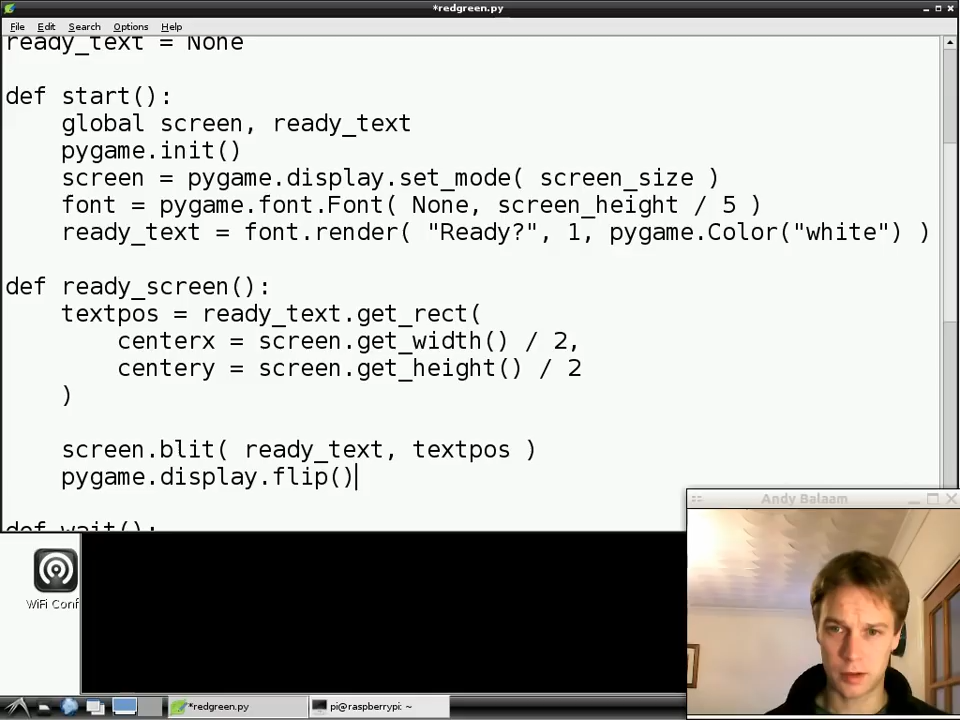 *redgreen.py
File Edit Search Options Help
ready_text = None
def start():
global screen, ready_text
pygame.init()
screen = pygame.display.set_mode( screen_size )
font = pygame.font.Font( None, screen_height / 5 )
ready_text = font.render( "Ready?", 1, pygame.Color("white") )
def ready_screen():
textpos = ready_text.get_rect(
centerx = screen.get_width() / 2,
centery = screen.get_height() / 2
)
screen.blit( ready_text, textpos )
pygame.display.flip()
def wait():
Andy Balaam
WiFi Conf
*redgreen.py
pi@raspberrypi: ~